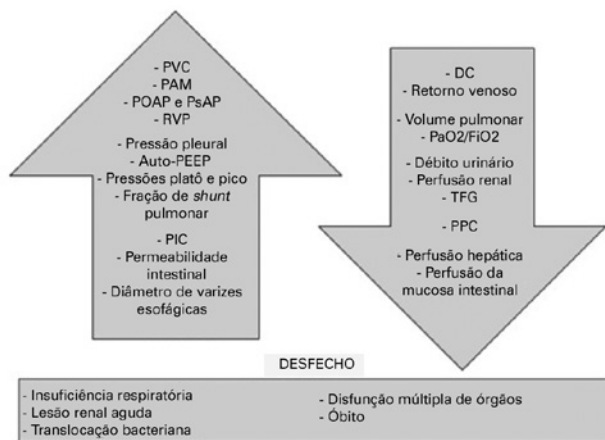 - PVC
- PAM
- POAP e PsAP
- RVP
- Pressão pleural
- Auto-PEEP
- Pressões platô e pico
- Fração de shunt
pulmonar
- PIC
- Permeabilidade
intestinal
- Diâmetro de varizes
esofágicas
- DC
- Retorno venoso
- Volume pulmonar
- PaO2/FiO2
- Débito urinário
- Perfusão renal
- TFG
- PPC
- Perfusão hepática
- Perfusão da
mucosa intestinal
DESFECHO
- Insuficiência respiratória
- Lesão renal aguda
- Translocação bacteriana
- Disfunção múltipla de órgãos
- Óbito